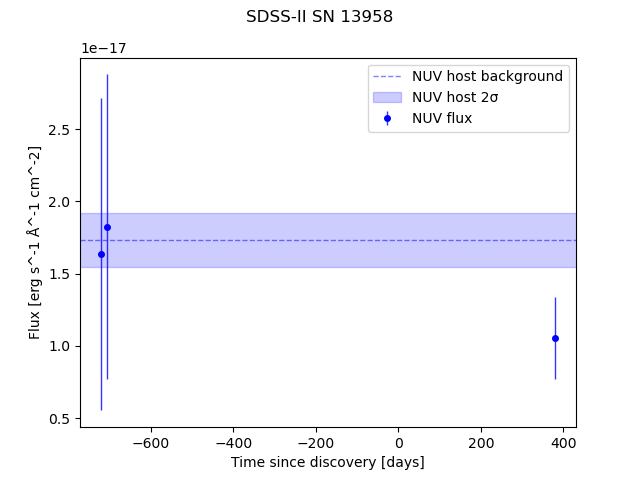 SDSS-II SN 13958
1e−17
NUV host background
NUV host 2σ
NUV flux
2.5
2.0
1.5
1.0
0.5
Flux [erg s^-1 Å^-1 cm^-2]
−600
−400
−200
0
200
400
Time since discovery [days]